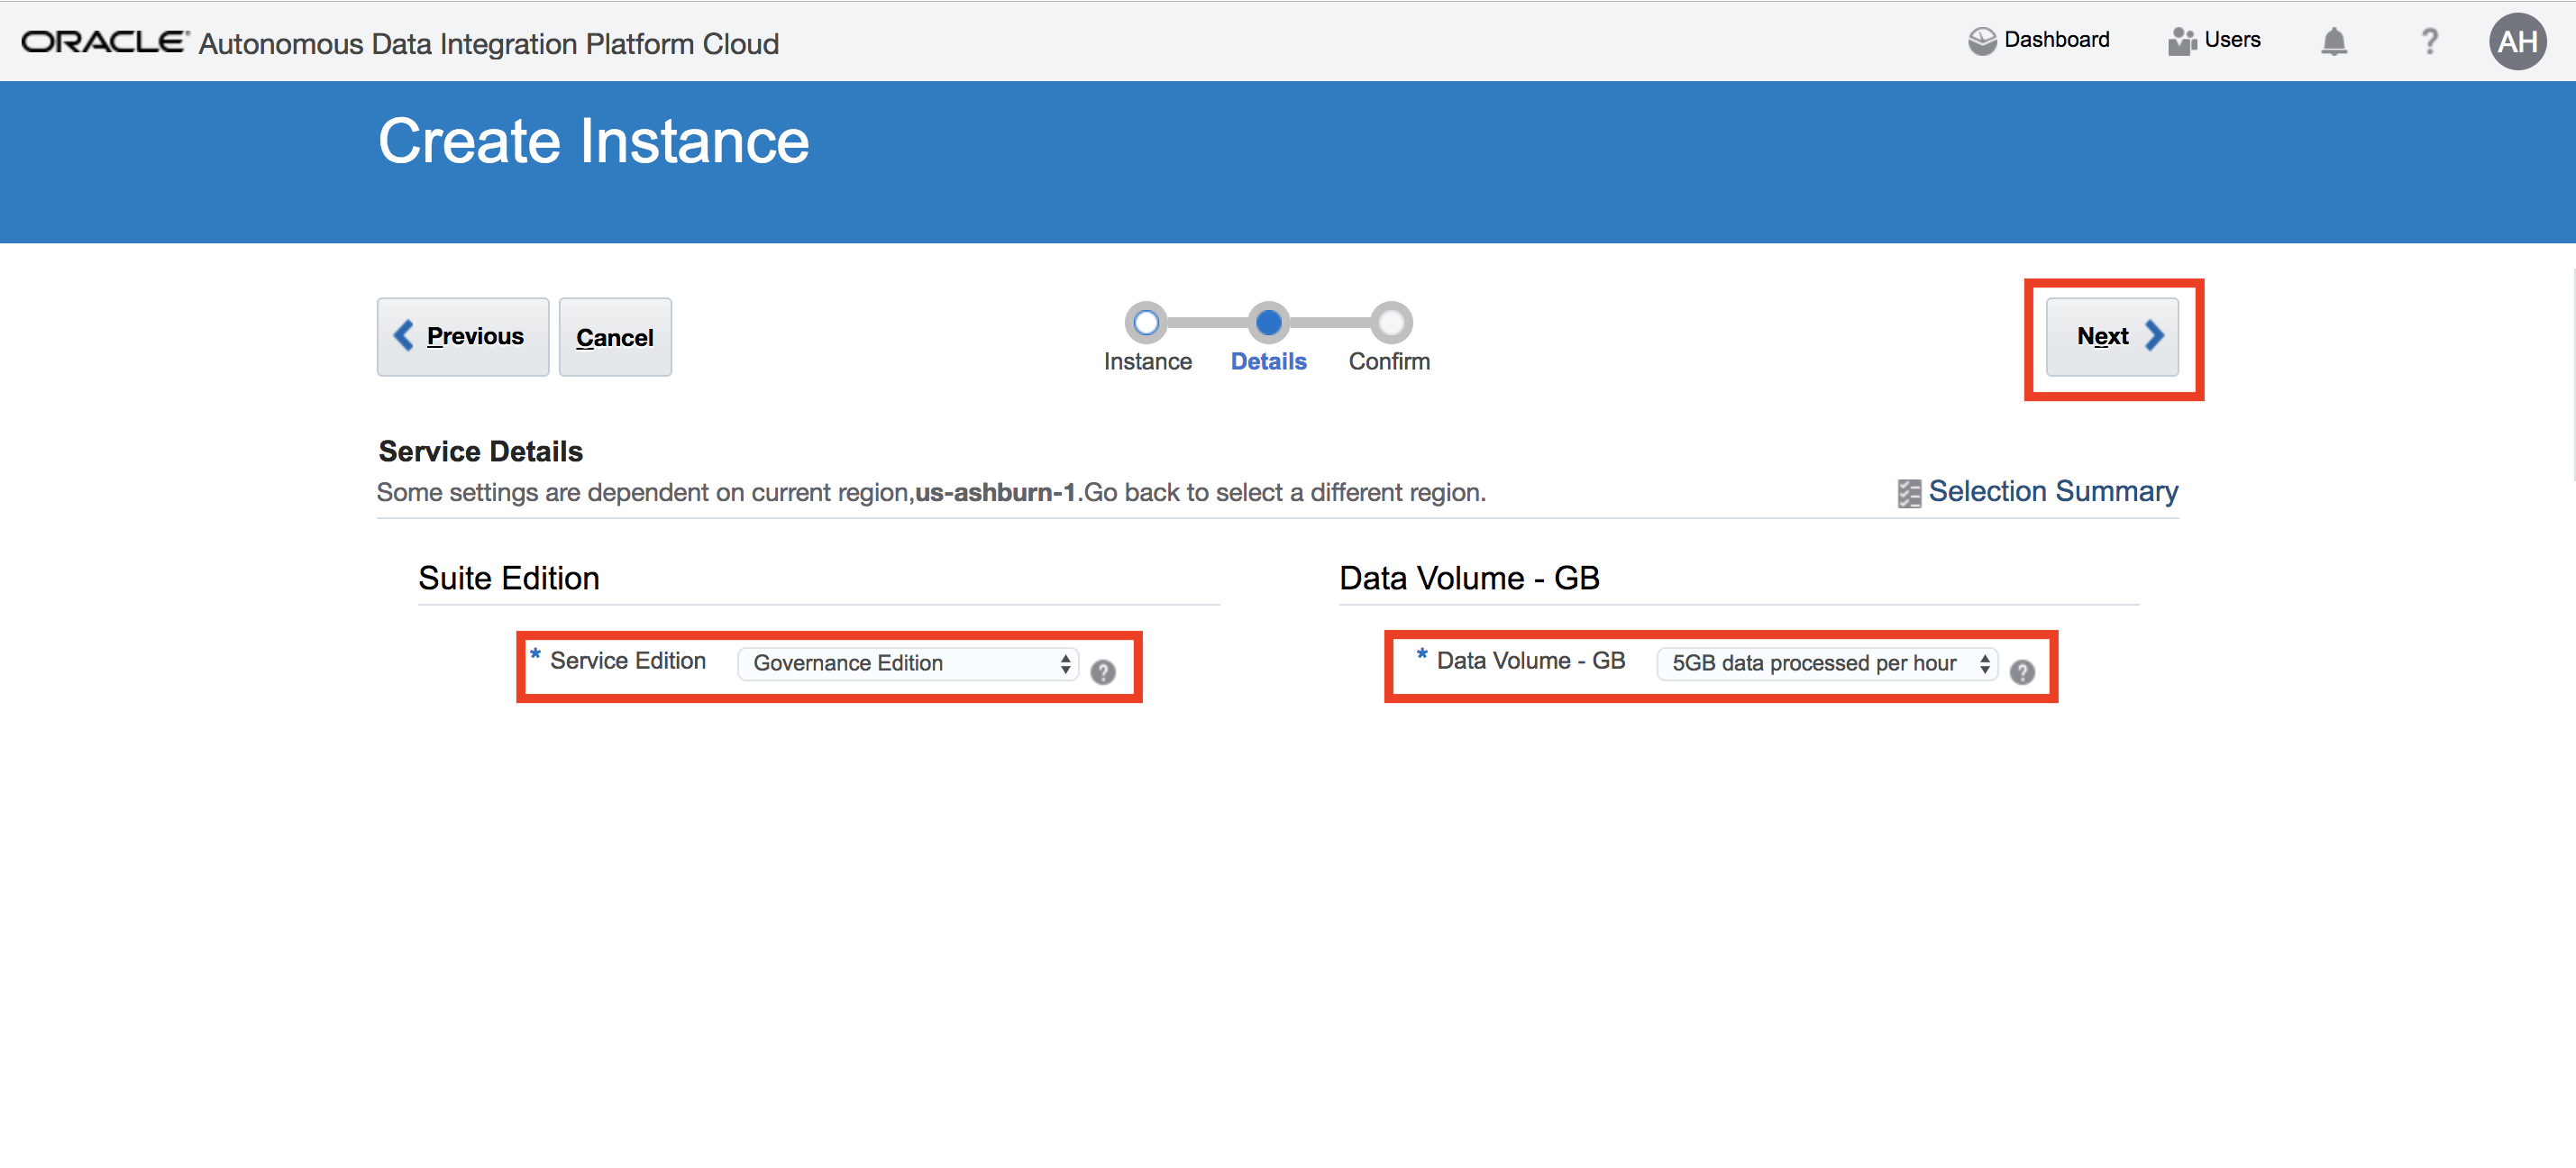 ORACLE® Autonomous Data Integration Platform Cloud
Dashboard
Users
?
AH
Create Instance
Previous
Cancel
Instance
Details
Confirm
Next
Service Details
Some settings are dependent on current region,us-ashburn-1.Go back to select a different region.
Selection Summary
Suite Edition
Data Volume - GB
* Service Edition
Governance Edition
?
* Data Volume - GB
5GB data processed per hour
?